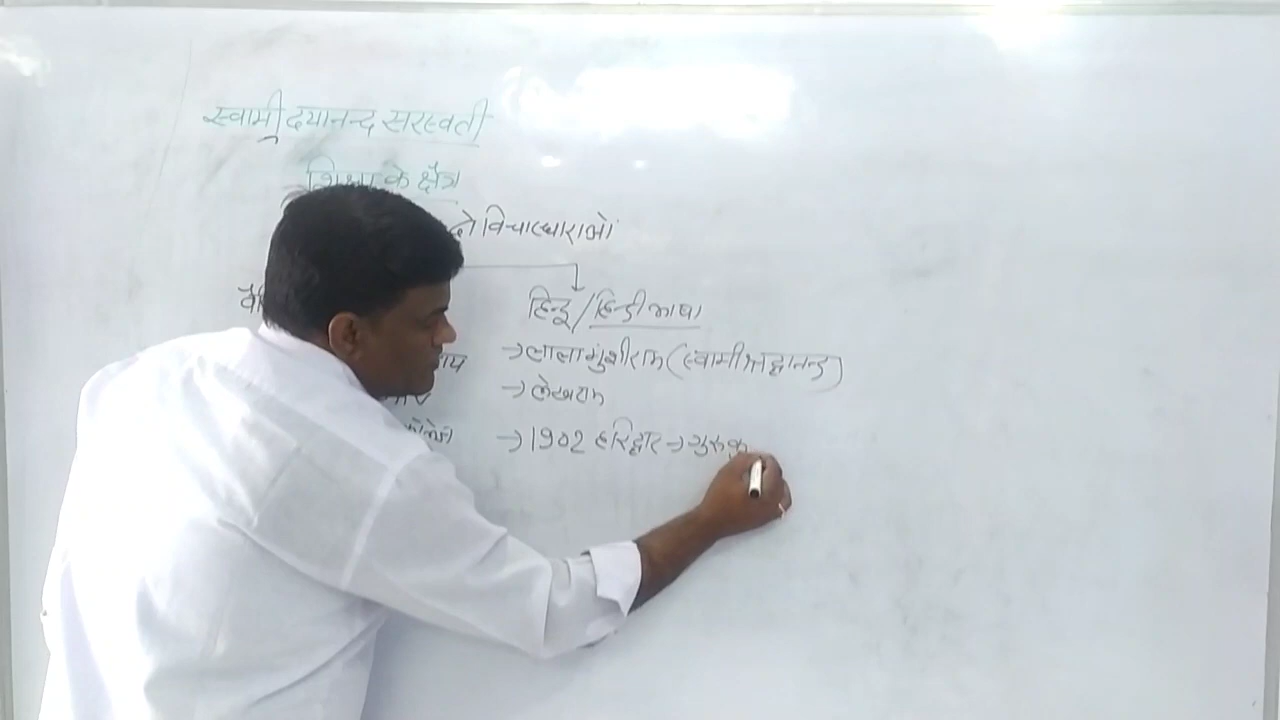 स्वामी दयानन्द सरस्वती
शिक्षा के क्षेत्र
दो विचारधाराओं
हिन्दू/हिन्दी भाषा
→ लाला मुंशीराम (स्वामी श्रद्धानन्द)
→ लेखराम
→ 1902 हरिद्वार → गुरुकु